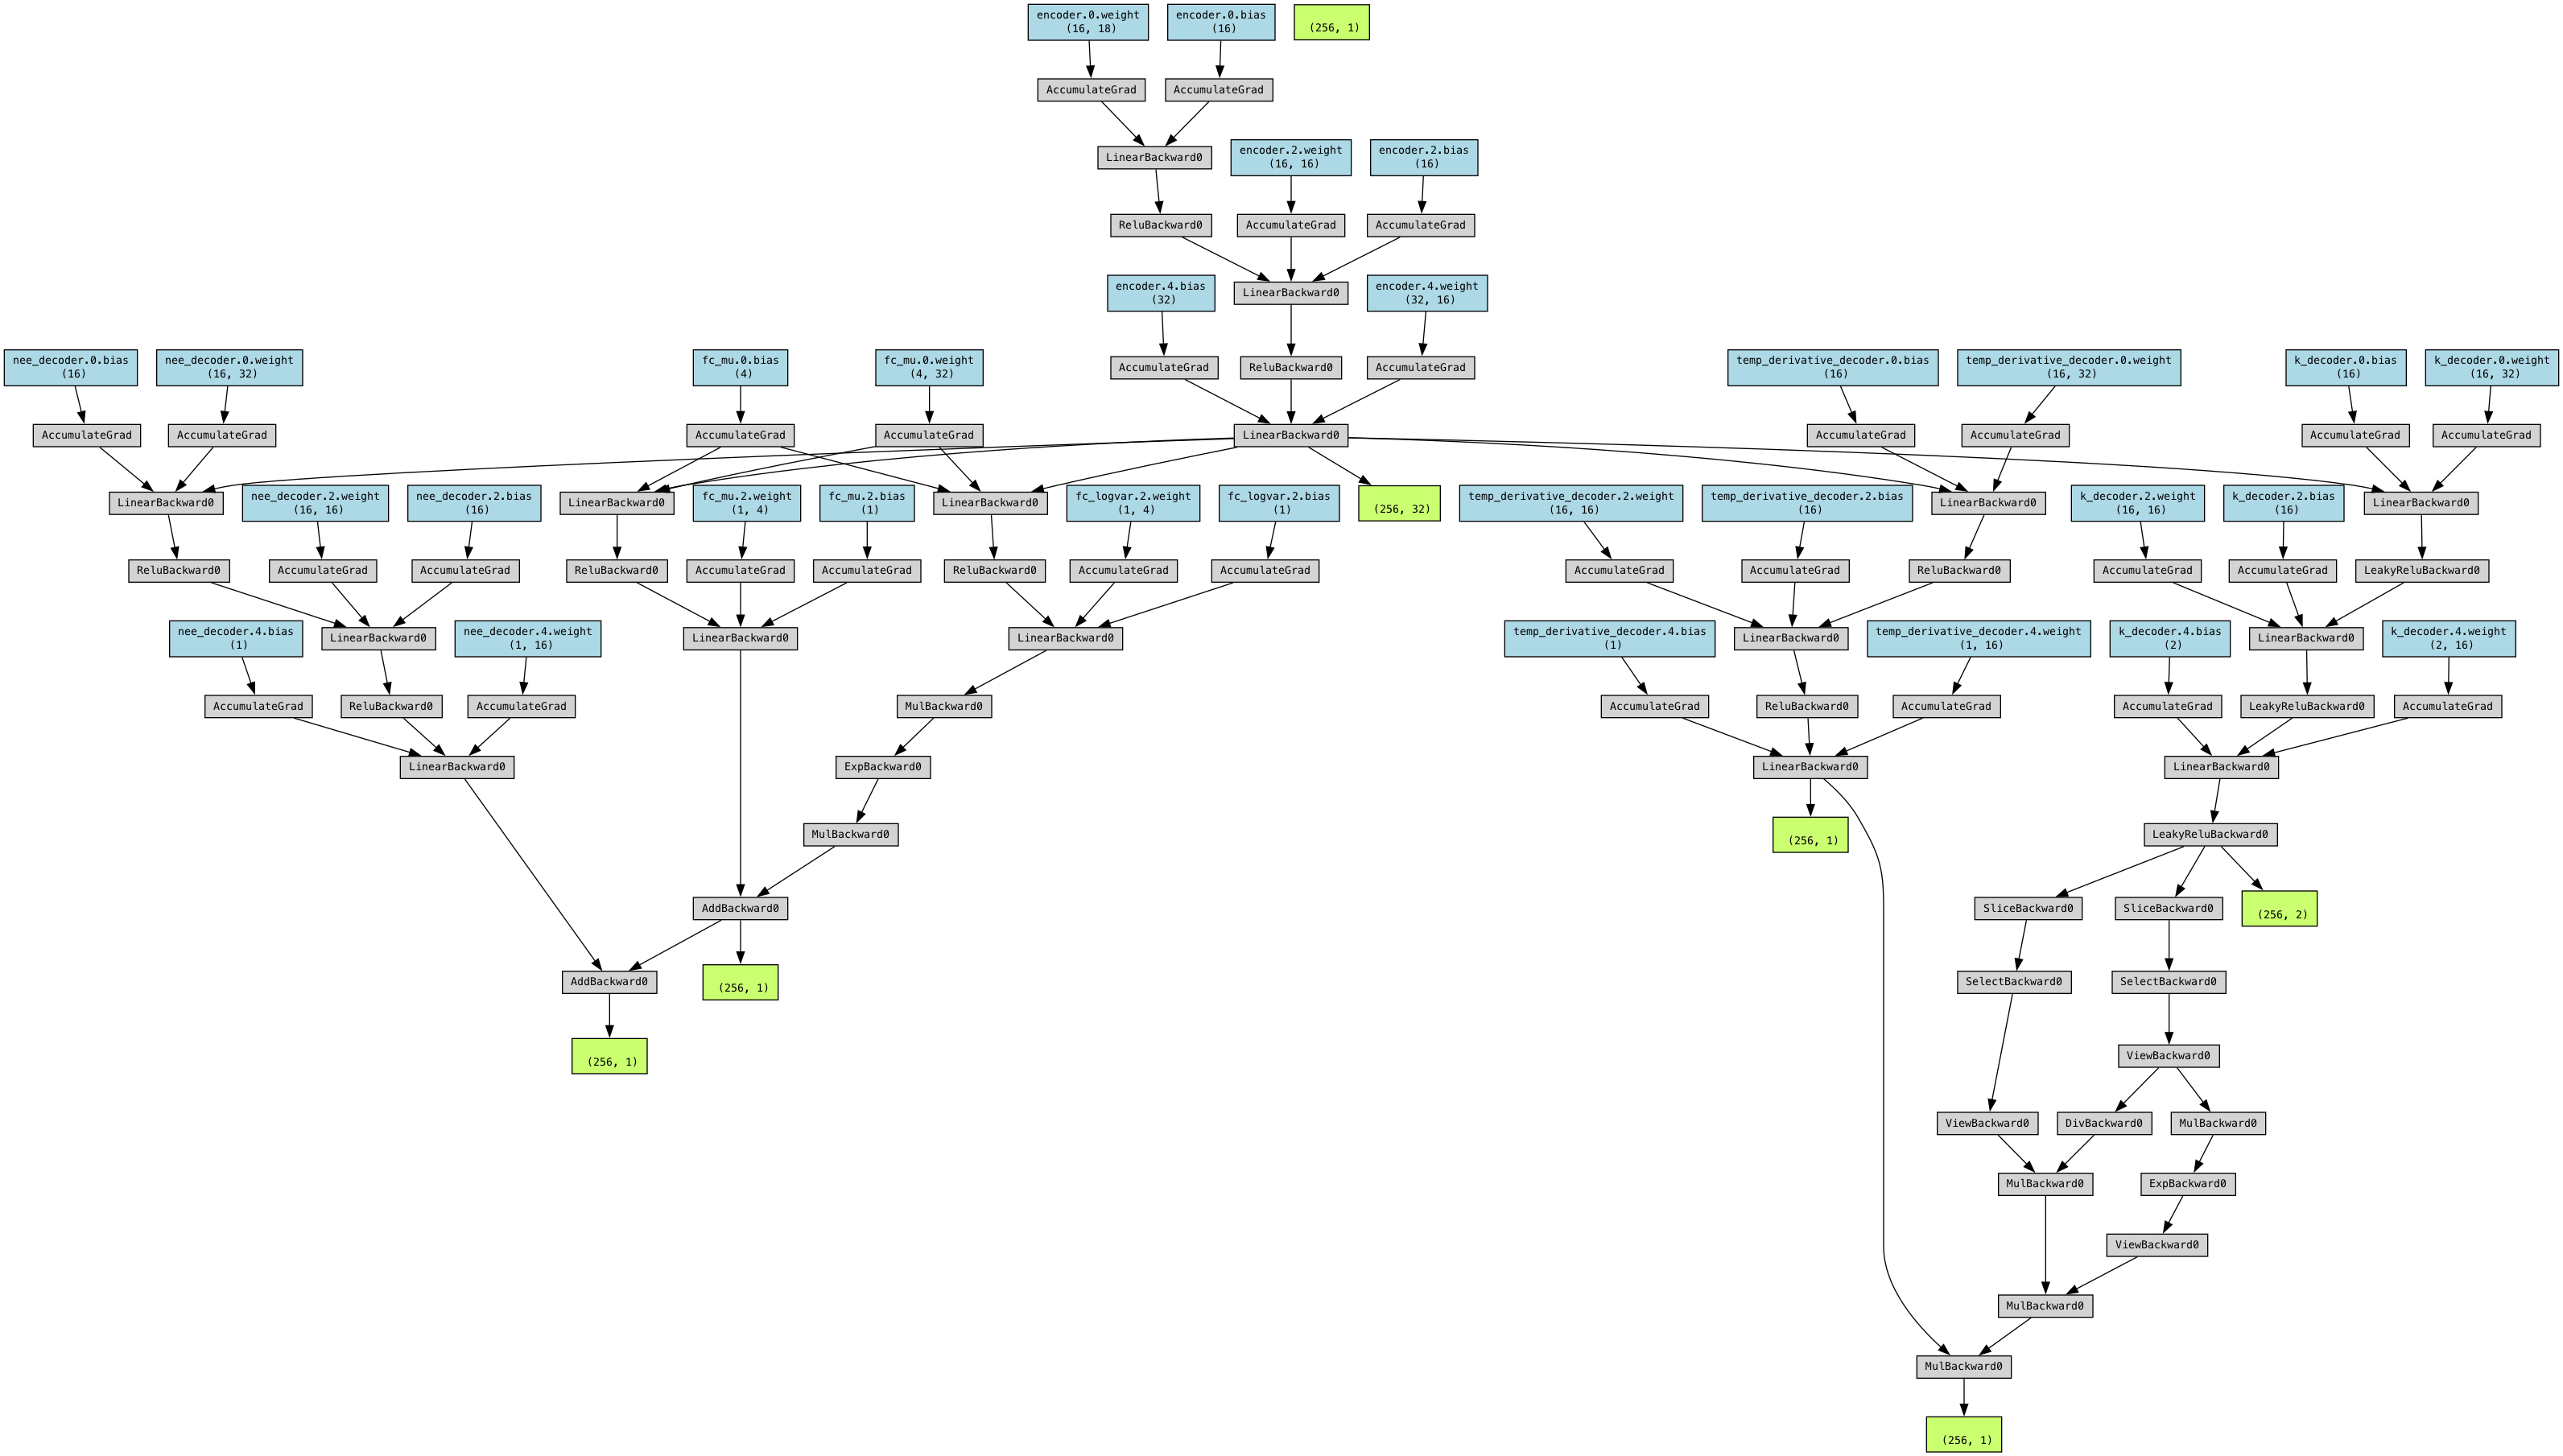 encoder.0.weight
(16, 18)
encoder.0.bias
(16)
(256, 1)
AccumulateGrad
AccumulateGrad
LinearBackward0
encoder.2.weight
(16, 16)
encoder.2.bias
(16)
ReluBackward0
AccumulateGrad
AccumulateGrad
encoder.4.bias
(32)
LinearBackward0
encoder.4.weight
(32, 16)
nee_decoder.0.bias
(16)
nee_decoder.0.weight
(16, 32)
fc_mu.0.bias
(4)
fc_mu.0.weight
(4, 32)
AccumulateGrad
ReluBackward0
AccumulateGrad
temp_derivative_decoder.0.bias
(16)
temp_derivative_decoder.0.weight
(16, 32)
k_decoder.0.bias
(16)
k_decoder.0.weight
(16, 32)
AccumulateGrad
AccumulateGrad
AccumulateGrad
AccumulateGrad
LinearBackward0
AccumulateGrad
AccumulateGrad
AccumulateGrad
AccumulateGrad
LinearBackward0
nee_decoder.2.weight
(16, 16)
nee_decoder.2.bias
(16)
LinearBackward0
fc_mu.2.weight
(1, 4)
fc_mu.2.bias
(1)
LinearBackward0
fc_logvar.2.weight
(1, 4)
fc_logvar.2.bias
(1)
(256, 32)
temp_derivative_decoder.2.weight
(16, 16)
temp_derivative_decoder.2.bias
(16)
LinearBackward0
k_decoder.2.weight
(16, 16)
k_decoder.2.bias
(16)
LinearBackward0
ReluBackward0
AccumulateGrad
AccumulateGrad
ReluBackward0
AccumulateGrad
AccumulateGrad
ReluBackward0
AccumulateGrad
AccumulateGrad
AccumulateGrad
AccumulateGrad
ReluBackward0
AccumulateGrad
AccumulateGrad
LeakyReluBackward0
nee_decoder.4.bias
(1)
LinearBackward0
nee_decoder.4.weight
(1, 16)
LinearBackward0
LinearBackward0
temp_derivative_decoder.4.bias
(1)
LinearBackward0
temp_derivative_decoder.4.weight
(1, 16)
k_decoder.4.bias
(2)
LinearBackward0
k_decoder.4.weight
(2, 16)
AccumulateGrad
ReluBackward0
AccumulateGrad
MulBackward0
AccumulateGrad
ReluBackward0
AccumulateGrad
AccumulateGrad
LeakyReluBackward0
AccumulateGrad
LinearBackward0
ExpBackward0
LinearBackward0
LinearBackward0
MulBackward0
(256, 1)
LeakyReluBackward0
AddBackward0
SliceBackward0
SliceBackward0
(256, 2)
AddBackward0
(256, 1)
SelectBackward0
SelectBackward0
(256, 1)
ViewBackward0
ViewBackward0
DivBackward0
MulBackward0
MulBackward0
ExpBackward0
ViewBackward0
MulBackward0
MulBackward0
(256, 1)